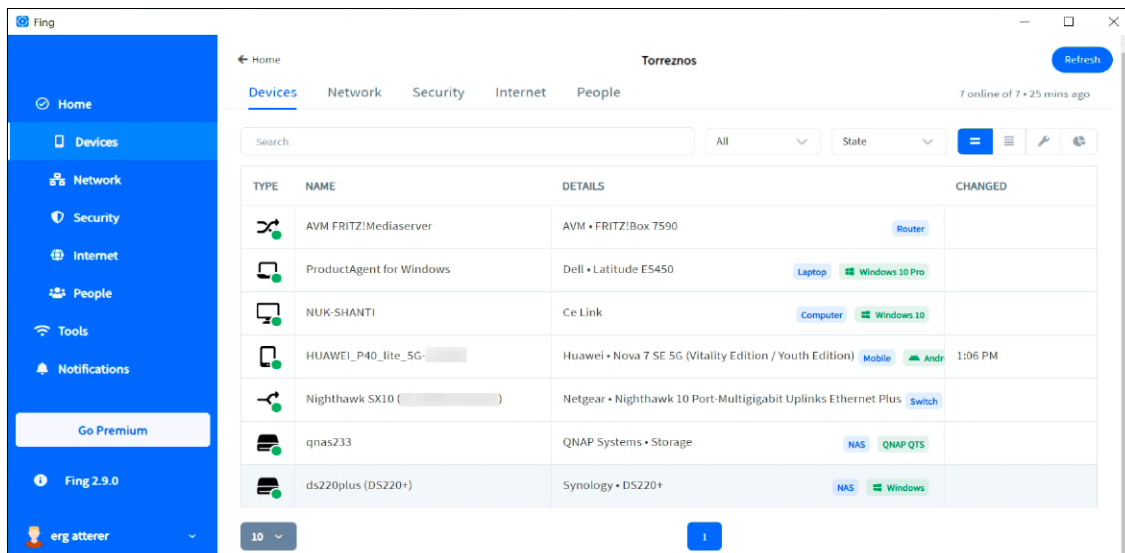 Fing
Home
Devices
Network
Security
Internet
People
Tools
Notifications
Go Premium
Fing 2.9.0
erg atterer
← Home
Torreznos
Refresh
Devices Network Security Internet People
7 online of 7 • 25 mins ago
Search
All
State
TYPE NAME DETAILS CHANGED
AVM FRITZ!Mediaserver AVM • FRITZ!Box 7590 Router
ProductAgent for Windows Dell • Latitude E5450 Laptop Windows 10 Pro
NUK-SHANTI Ce Link Computer Windows 10
HUAWEI_P40_lite_5G- Huawei • Nova 7 SE 5G (Vitality Edition / Youth Edition) Mobile Andr 1:06 PM
Nighthawk SX10 ( ) Netgear • Nighthawk 10 Port-Multigigabit Uplinks Ethernet Plus Switch
qnas233 QNAP Systems • Storage NAS QNAP QTS
ds220plus (DS220+) Synology • DS220+ NAS Windows
10
1